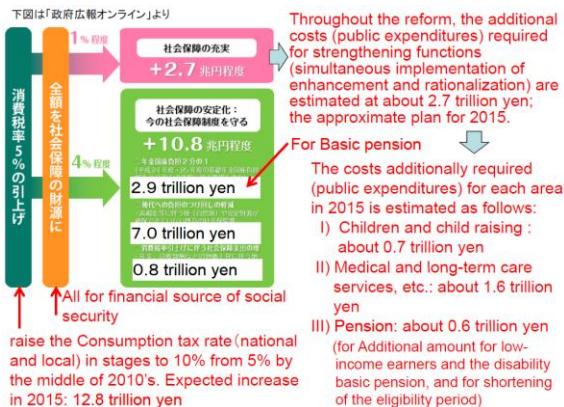 下図は「政府広報オンライン」より
1%程度
社会保障の充実
+2.7 兆円程度
消費税率5%の引上げ
全額を社会保障の財源に
4%程度
社会保障の安定化：
今の社会保障制度を守る
+10.8 兆円程度
2.9 trillion yen
7.0 trillion yen
0.8 trillion yen
All for financial source of social
security
raise the Consumption tax rate (national
and local) in stages to 10% from 5% by
the middle of 2010's. Expected increase
in 2015: 12.8 trillion yen
Throughout the reform, the additional
costs (public expenditures) required
for strengthening functions
(simultaneous implementation of
enhancement and rationalization) are
estimated at about 2.7 trillion yen;
the approximate plan for 2015.
For Basic pension
The costs additionally required
(public expenditures) for each area
in 2015 is estimated as follows:
I) Children and child raising :
about 0.7 trillion yen
II) Medical and long-term care
services, etc.: about 1.6 trillion
yen
III) Pension: about 0.6 trillion yen
(for Additional amount for low-
income earners and the disability
basic pension, and for shortening
of the eligibility period)